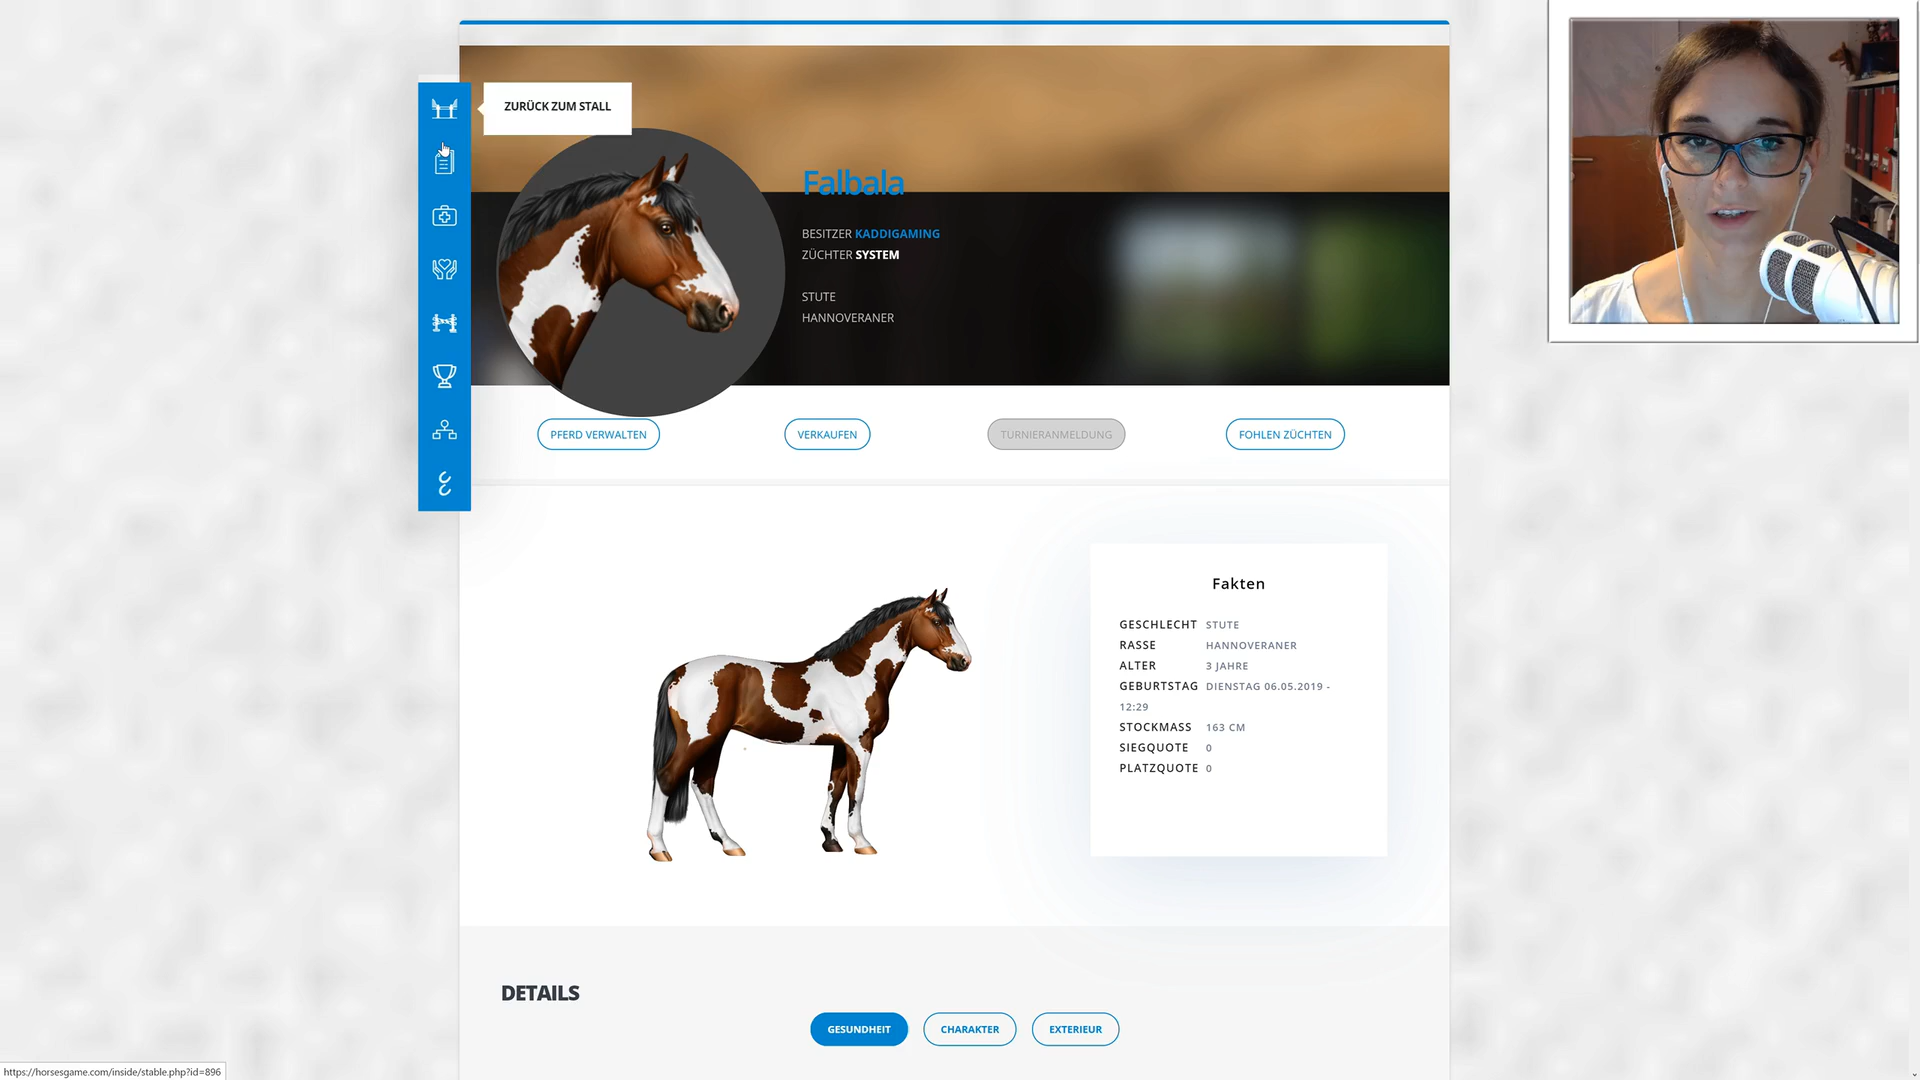 ZURÜCK ZUM STALL
Falbala
BESITZER KADDIGAMING
ZÜCHTER SYSTEM
STUTE
HANNOVERANER
PFERD VERWALTEN
VERKAUFEN
TURNIERANMELDUNG
FOHLEN ZÜCHTEN
Fakten
GESCHLECHT STUTE
RASSE HANNOVERANER
ALTER 3 JAHRE
GEBURTSTAG DIENSTAG 06.05.2019 -
12:29
STOCKMASS 163 CM
SIEGQUOTE 0
PLATZQUOTE 0
DETAILS
GESUNDHEIT
CHARAKTER
EXTERIEUR
https://horsesgame.com/inside/stable.php?id=896